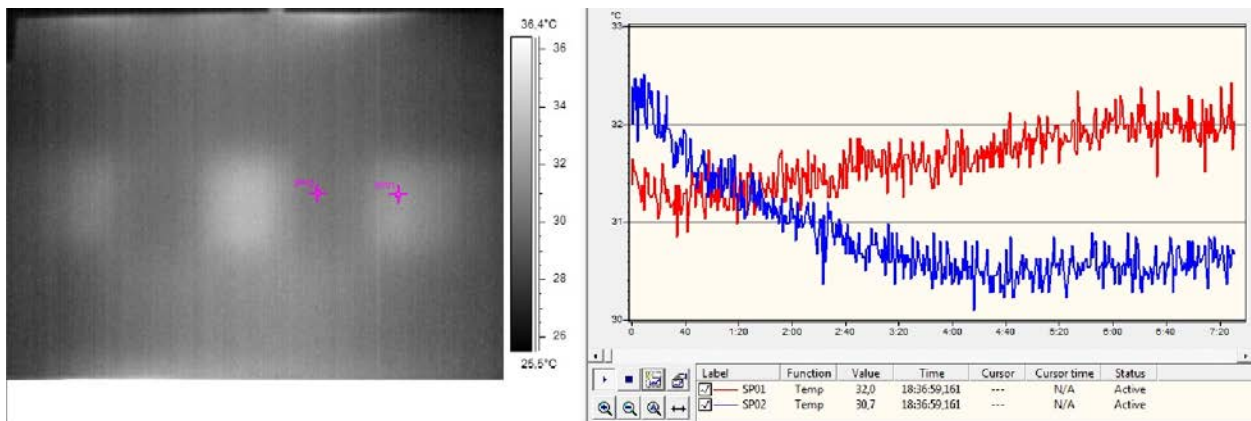 36,4°C
36
34
32
30
28
26
25,5°C
°C
33
32
31
30
0 40 1:20 2:00 2:40 3:20 4:00 4:40 5:20 6:00 6:40 7:20
Label Function Value Time Cursor Cursor time Status
SP01 Temp 32,0 18:36:59,161 --- N/A Active
SP02 Temp 30,7 18:36:59,161 --- N/A Active